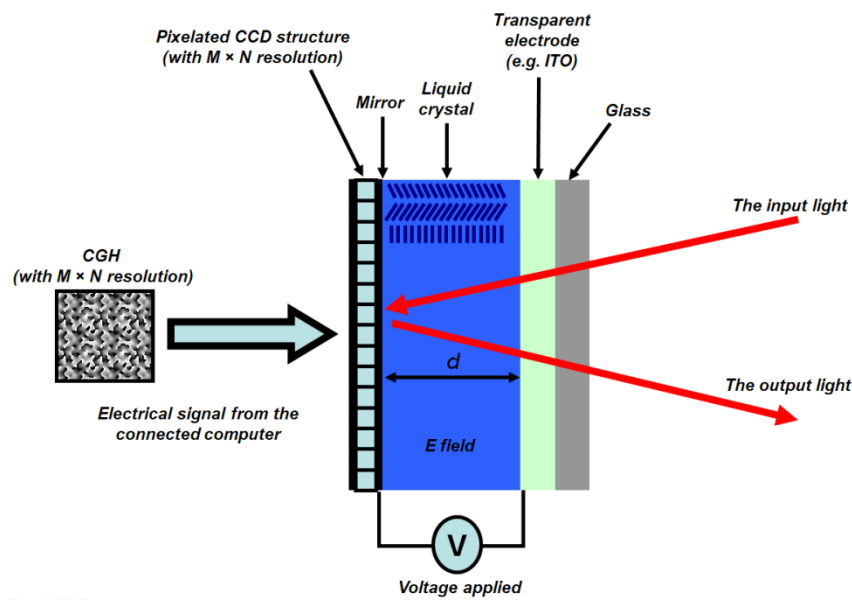 Pixelated CCD structure
(with M × N resolution)
Transparent
electrode
(e.g. ITO)
Mirror
Liquid
crystal
Glass
The input light
CGH
(with M × N resolution)
d
The output light
Electrical signal from the
connected computer
E field
V
Voltage applied